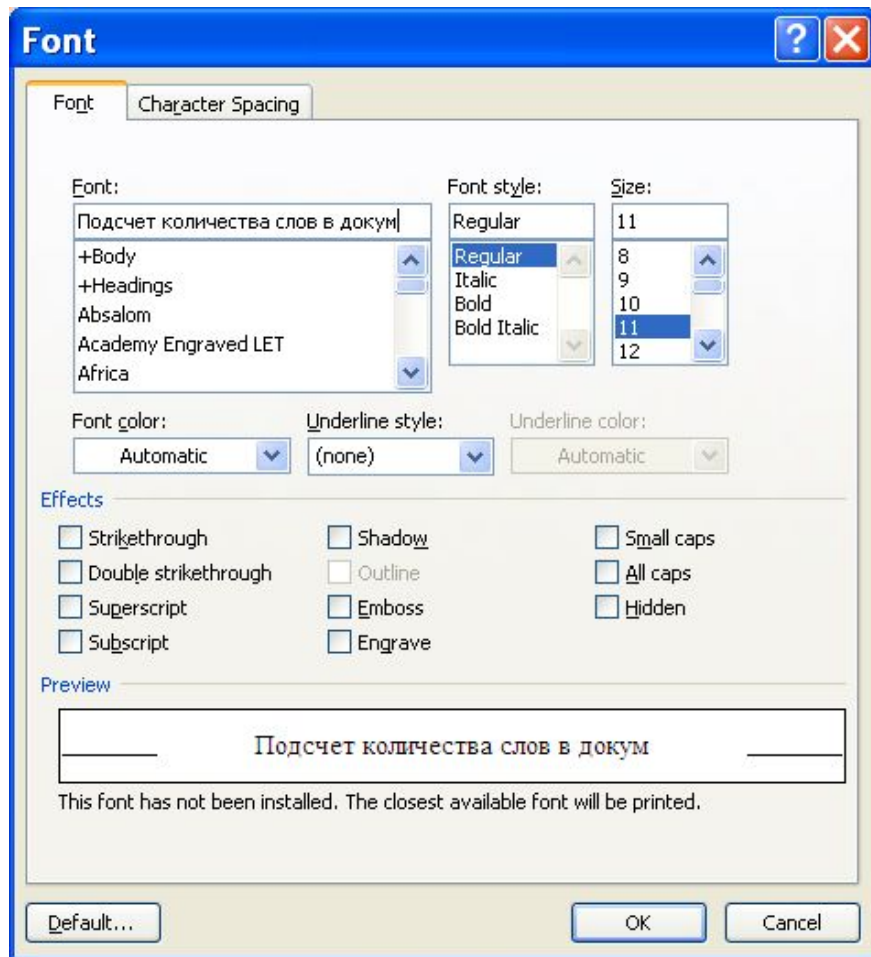 Font
Font Character Spacing
Font: Font style: Size:
Подсчет количества слов в докум Regular 11
+Body Regular 8
+Headings Italic 9
Absalom Bold 10
Academy Engraved LET Bold Italic 11
Africa 12
Font color: Underline style: Underline color:
Automatic (none) Automatic
Effects
Strikethrough Shadow Small caps
Double strikethrough Outline All caps
Superscript Emboss Hidden
Subscript Engrave
Preview
Подсчет количества слов в докум
This font has not been installed. The closest available font will be printed.
Default... OK Cancel